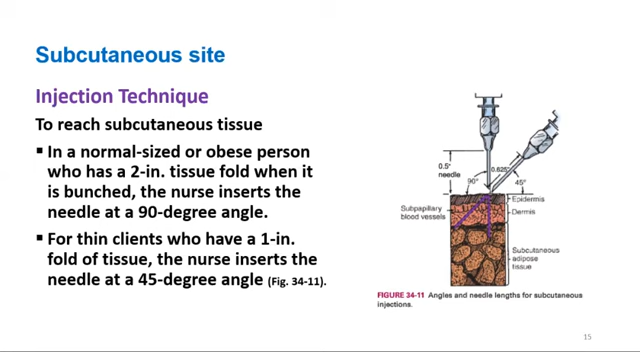 Subcutaneous site
Injection Technique
To reach subcutaneous tissue
▪ In a normal-sized or obese person
who has a 2-in. tissue fold when it
is bunched, the nurse inserts the
needle at a 90-degree angle.
▪ For thin clients who have a 1-in.
fold of tissue, the nurse inserts the
needle at a 45-degree angle (Fig. 34-11).
0.5"
needle
90°
0.625"
45°
Subpapillary
blood vessels
Epidermis
Dermis
Subcutaneous
adipose
tissue
FIGURE 34-11 Angles and needle lengths for subcutaneous
injections.
15